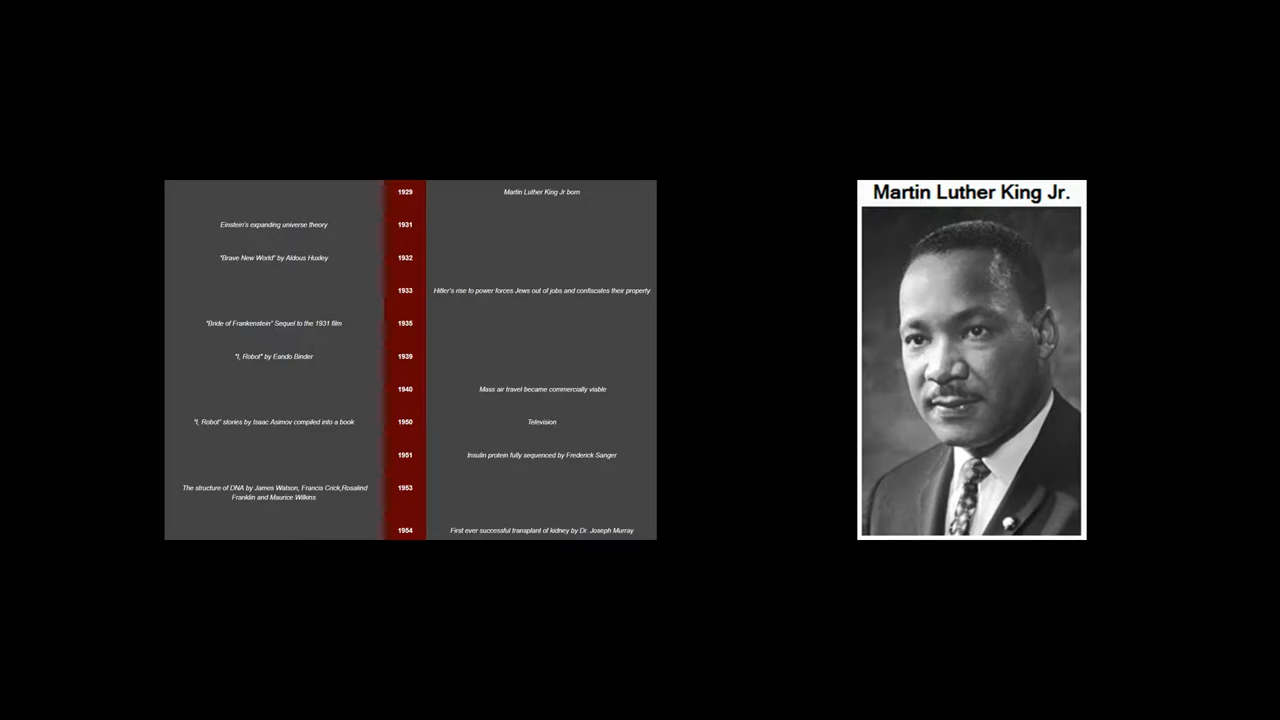 1929 Martin Luther King Jr born
Einstein's expanding universe theory 1931
"Brave New World" by Aldous Huxley 1932
1933 Hitler's rise to power forces Jews out of jobs and confiscates their property
"Bride of Frankenstein" Sequel to the 1931 film 1935
"I, Robot" by Eando Binder 1939
1940 Mass air travel became commercially viable
"I, Robot" stories by Isaac Asimov compiled into a book 1950 Television
1951 Insulin protein fully sequenced by Frederick Sanger
The structure of DNA by James Watson, Francis Crick,Rosalind 1953
Franklin and Maurice Wilkins
1954 First ever successful transplant of kidney by Dr. Joseph Murray
Martin Luther King Jr.